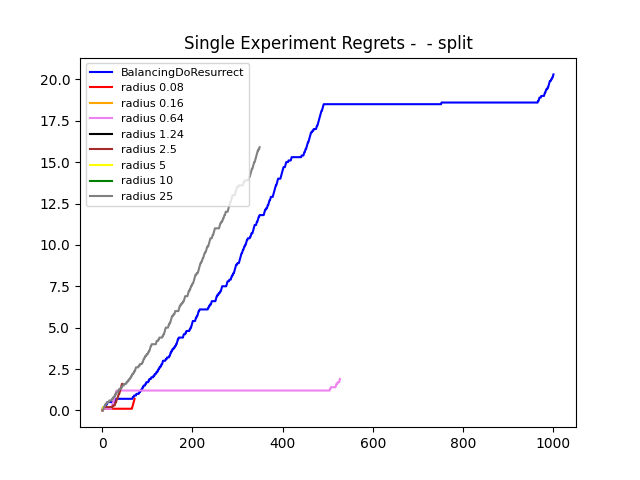 Single Experiment Regrets -  - split
BalancingDoResurrect
radius 0.08
radius 0.16
radius 0.64
radius 1.24
radius 2.5
radius 5
radius 10
radius 25
20.0
17.5
15.0
12.5
10.0
7.5
5.0
2.5
0.0
0 200 400 600 800 1000